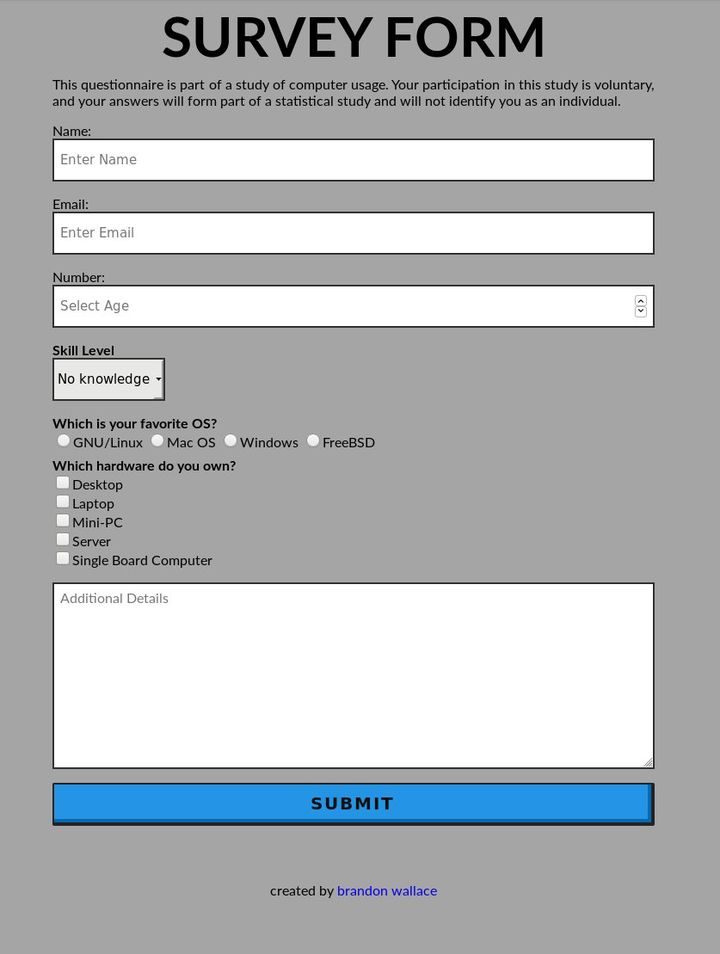 SURVEY FORM
This questionnaire is part of a study of computer usage. Your participation in this study is voluntary,
and your answers will form part of a statistical study and will not identify you as an individual.
Name:
Enter Name
Email:
Enter Email
Number:
Select Age
Skill Level
No knowledge
Which is your favorite OS?
GNU/Linux Mac OS Windows FreeBSD
Which hardware do you own?
Desktop
Laptop
Mini-PC
Server
Single Board Computer
Additional Details
SUBMIT
created by brandon wallace